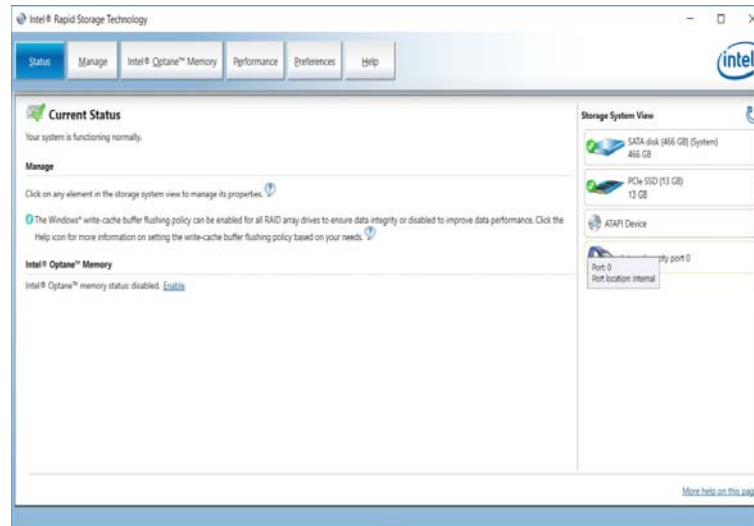 Intel® Rapid Storage Technology
Status
Manage
Intel® Optane™ Memory
Performance
Preferences
Help
intel
Current Status
Your system is functioning normally.
Manage
Click on any element in the storage system view to manage its properties.
The Windows* write-cache buffer flushing policy can be enabled for all RAID array drives to ensure data integrity or disabled to improve data performance. Click the
Help icon for more information on setting the write-cache buffer flushing policy based on your needs.
Intel® Optane™ Memory
Intel® Optane™ memory status: disabled. Enable
Storage System View
SATA disk (466 GB) (System)
466 GB
PCIe SSD (13 GB)
13 GB
ATAPI Device
port 0
Port: 0
Port location: internal
More help on this pag